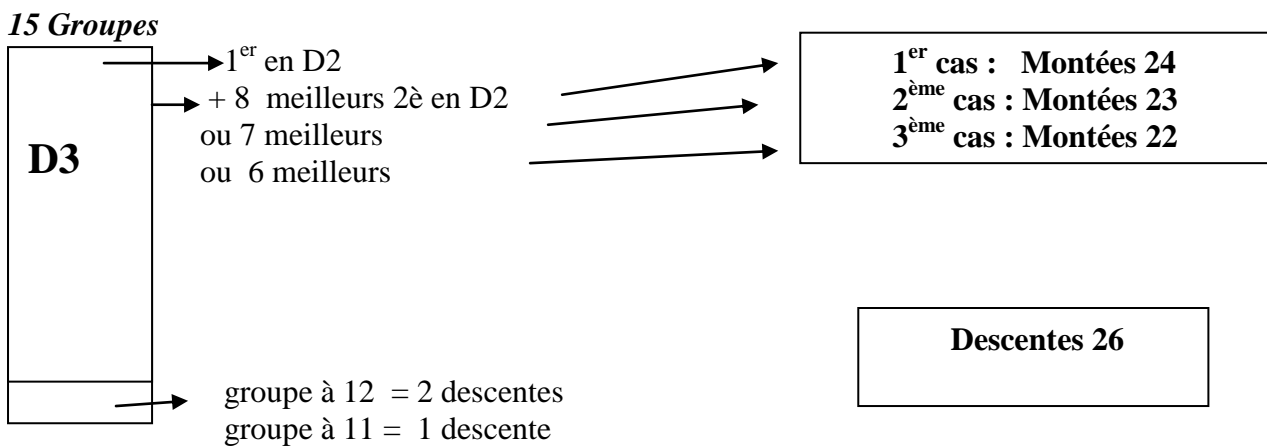 15 Groupes
1er en D2
+ 8 meilleurs 2è en D2
ou 7 meilleurs
ou 6 meilleurs
D3
1er cas : Montées 24
2ème cas : Montées 23
3ème cas : Montées 22
Descentes 26
groupe à 12 = 2 descentes
groupe à 11 = 1 descente